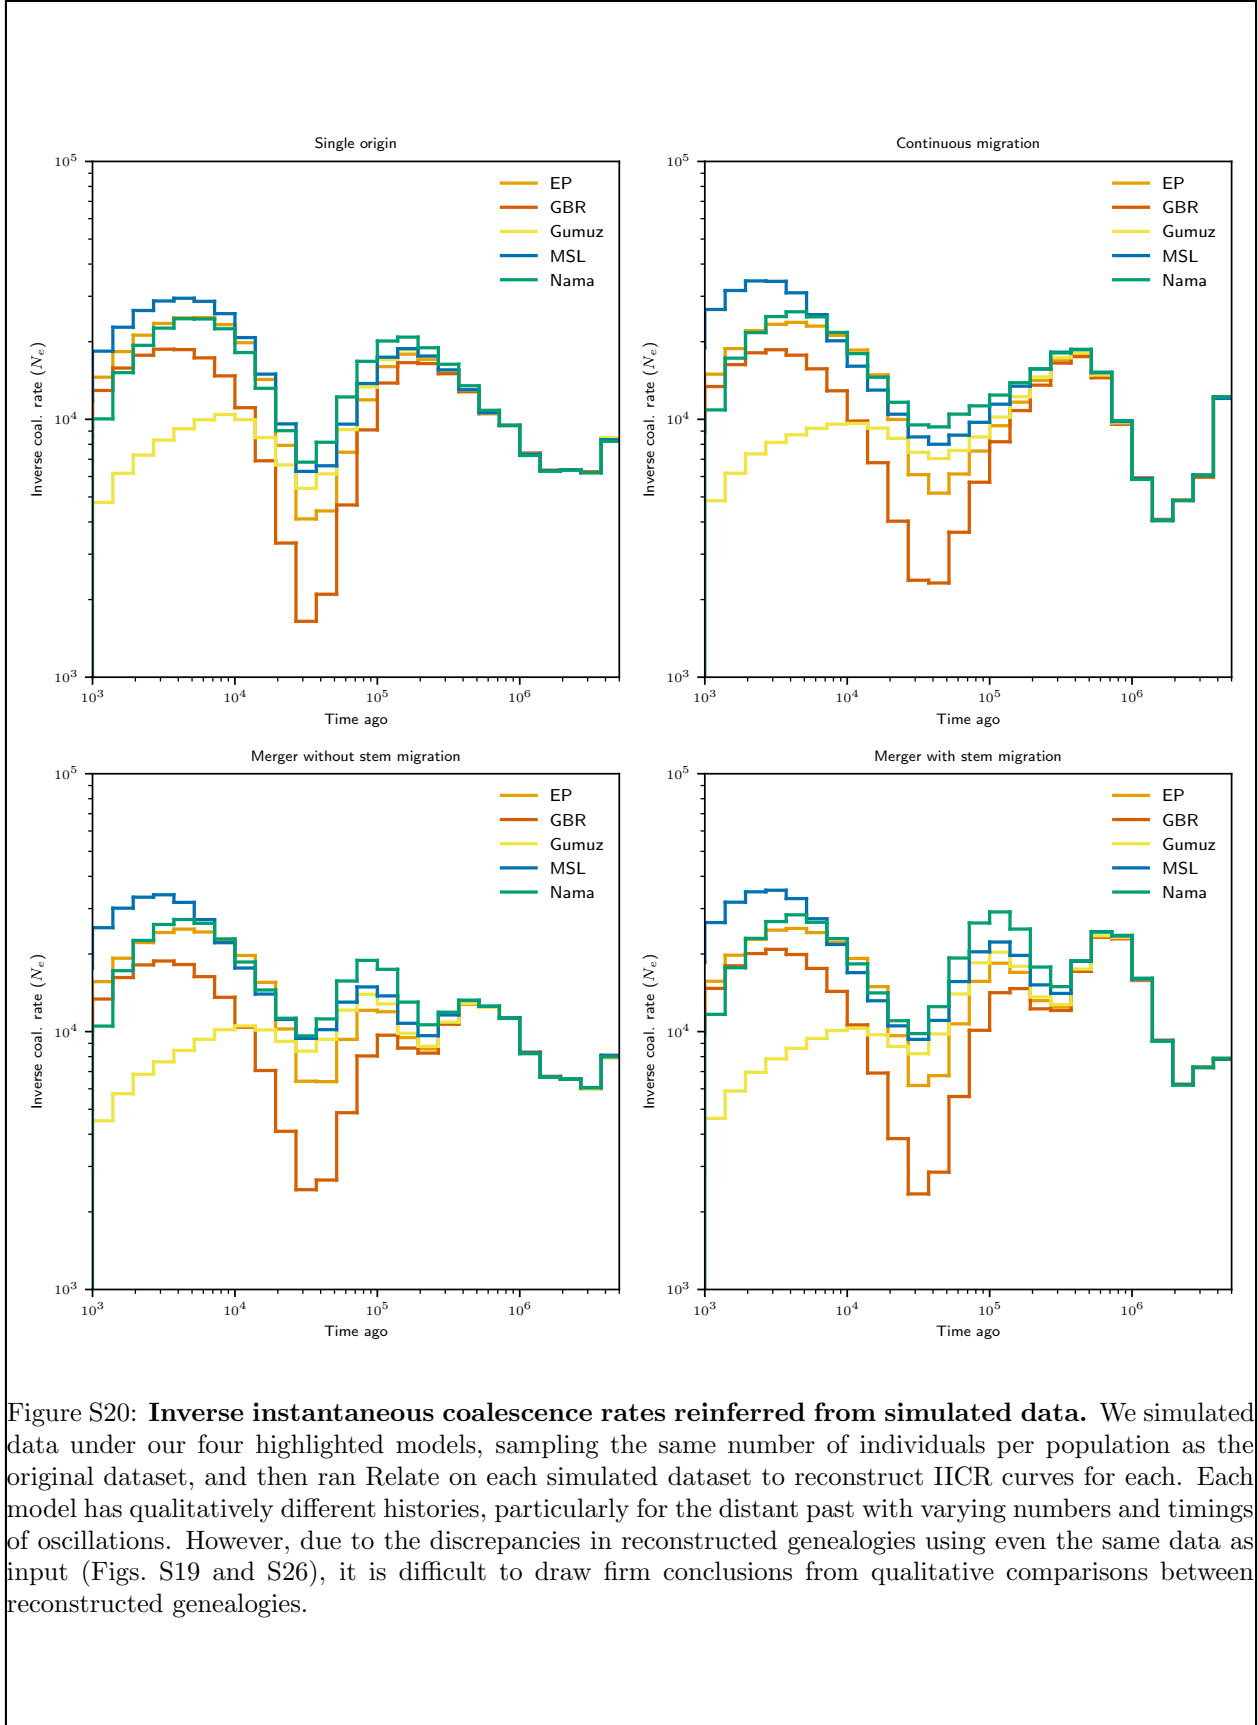 Single origin
10^5
10^4
10^3
Inverse coal. rate (N_e)
EP
GBR
Gumuz
MSL
Nama
10^3 10^4 10^5 10^6
Time ago
Continuous migration
10^5
10^4
10^3
Inverse coal. rate (N_e)
EP
GBR
Gumuz
MSL
Nama
10^3 10^4 10^5 10^6
Time ago
Merger without stem migration
10^5
10^4
10^3
Inverse coal. rate (N_e)
EP
GBR
Gumuz
MSL
Nama
10^3 10^4 10^5 10^6
Time ago
Merger with stem migration
10^5
10^4
10^3
Inverse coal. rate (N_e)
EP
GBR
Gumuz
MSL
Nama
10^3 10^4 10^5 10^6
Time ago
Figure S20: Inverse instantaneous coalescence rates reinferred from simulated data. We simulated
data under our four highlighted models, sampling the same number of individuals per population as the
original dataset, and then ran Relate on each simulated dataset to reconstruct IICR curves for each. Each
model has qualitatively different histories, particularly for the distant past with varying numbers and timings
of oscillations. However, due to the discrepancies in reconstructed genealogies using even the same data as
input (Figs. S19 and S26), it is difficult to draw firm conclusions from qualitative comparisons between
reconstructed genealogies.